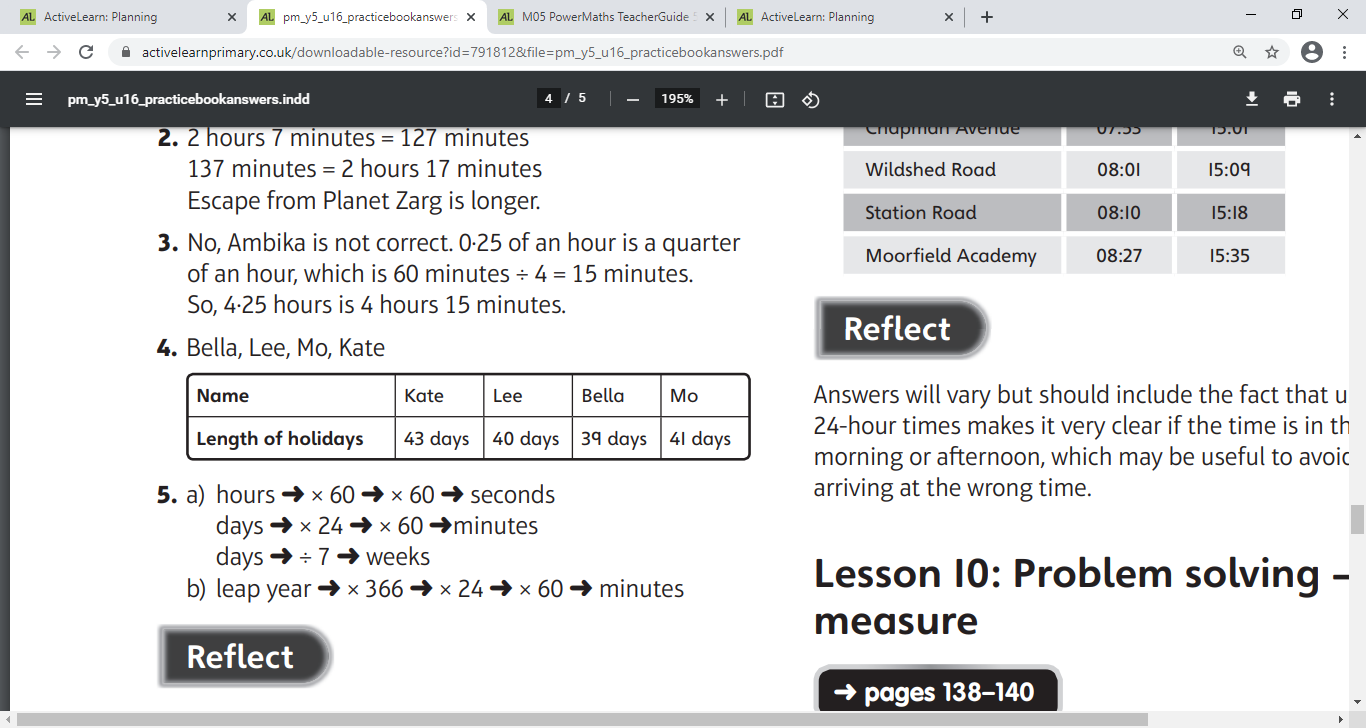 ActiveLearn: Planning
pm_y5_u16_practicebookanswers
M05 PowerMaths TeacherGuide
ActiveLearn: Planning
activelearnprimary.co.uk/downloadable-resource?id=791812&file=pm_y5_u16_practicebookanswers.pdf
pm_y5_u16_practicebookanswers.indd
4 / 5
195%
2. 2 hours 7 minutes = 127 minutes
137 minutes = 2 hours 17 minutes
Escape from Planet Zarg is longer.
3. No, Ambika is not correct. 0·25 of an hour is a quarter
of an hour, which is 60 minutes ÷ 4 = 15 minutes.
So, 4·25 hours is 4 hours 15 minutes.
4. Bella, Lee, Mo, Kate
Name Kate Lee Bella Mo
Length of holidays 43 days 40 days 39 days 41 days
5. a) hours ➜ × 60 ➜ × 60 ➜ seconds
days ➜ × 24 ➜ × 60 ➜minutes
days ➜ ÷ 7 ➜ weeks
b) leap year ➜ × 366 ➜ × 24 ➜ × 60 ➜ minutes
Reflect
Chapman Avenue 07:53 15:01
Wildshed Road 08:01 15:09
Station Road 08:10 15:18
Moorfield Academy 08:27 15:35
Reflect
Answers will vary but should include the fact that u
24-hour times makes it very clear if the time is in th
morning or afternoon, which may be useful to avoid
arriving at the wrong time.
Lesson 10: Problem solving –
measure
➜ pages 138–140